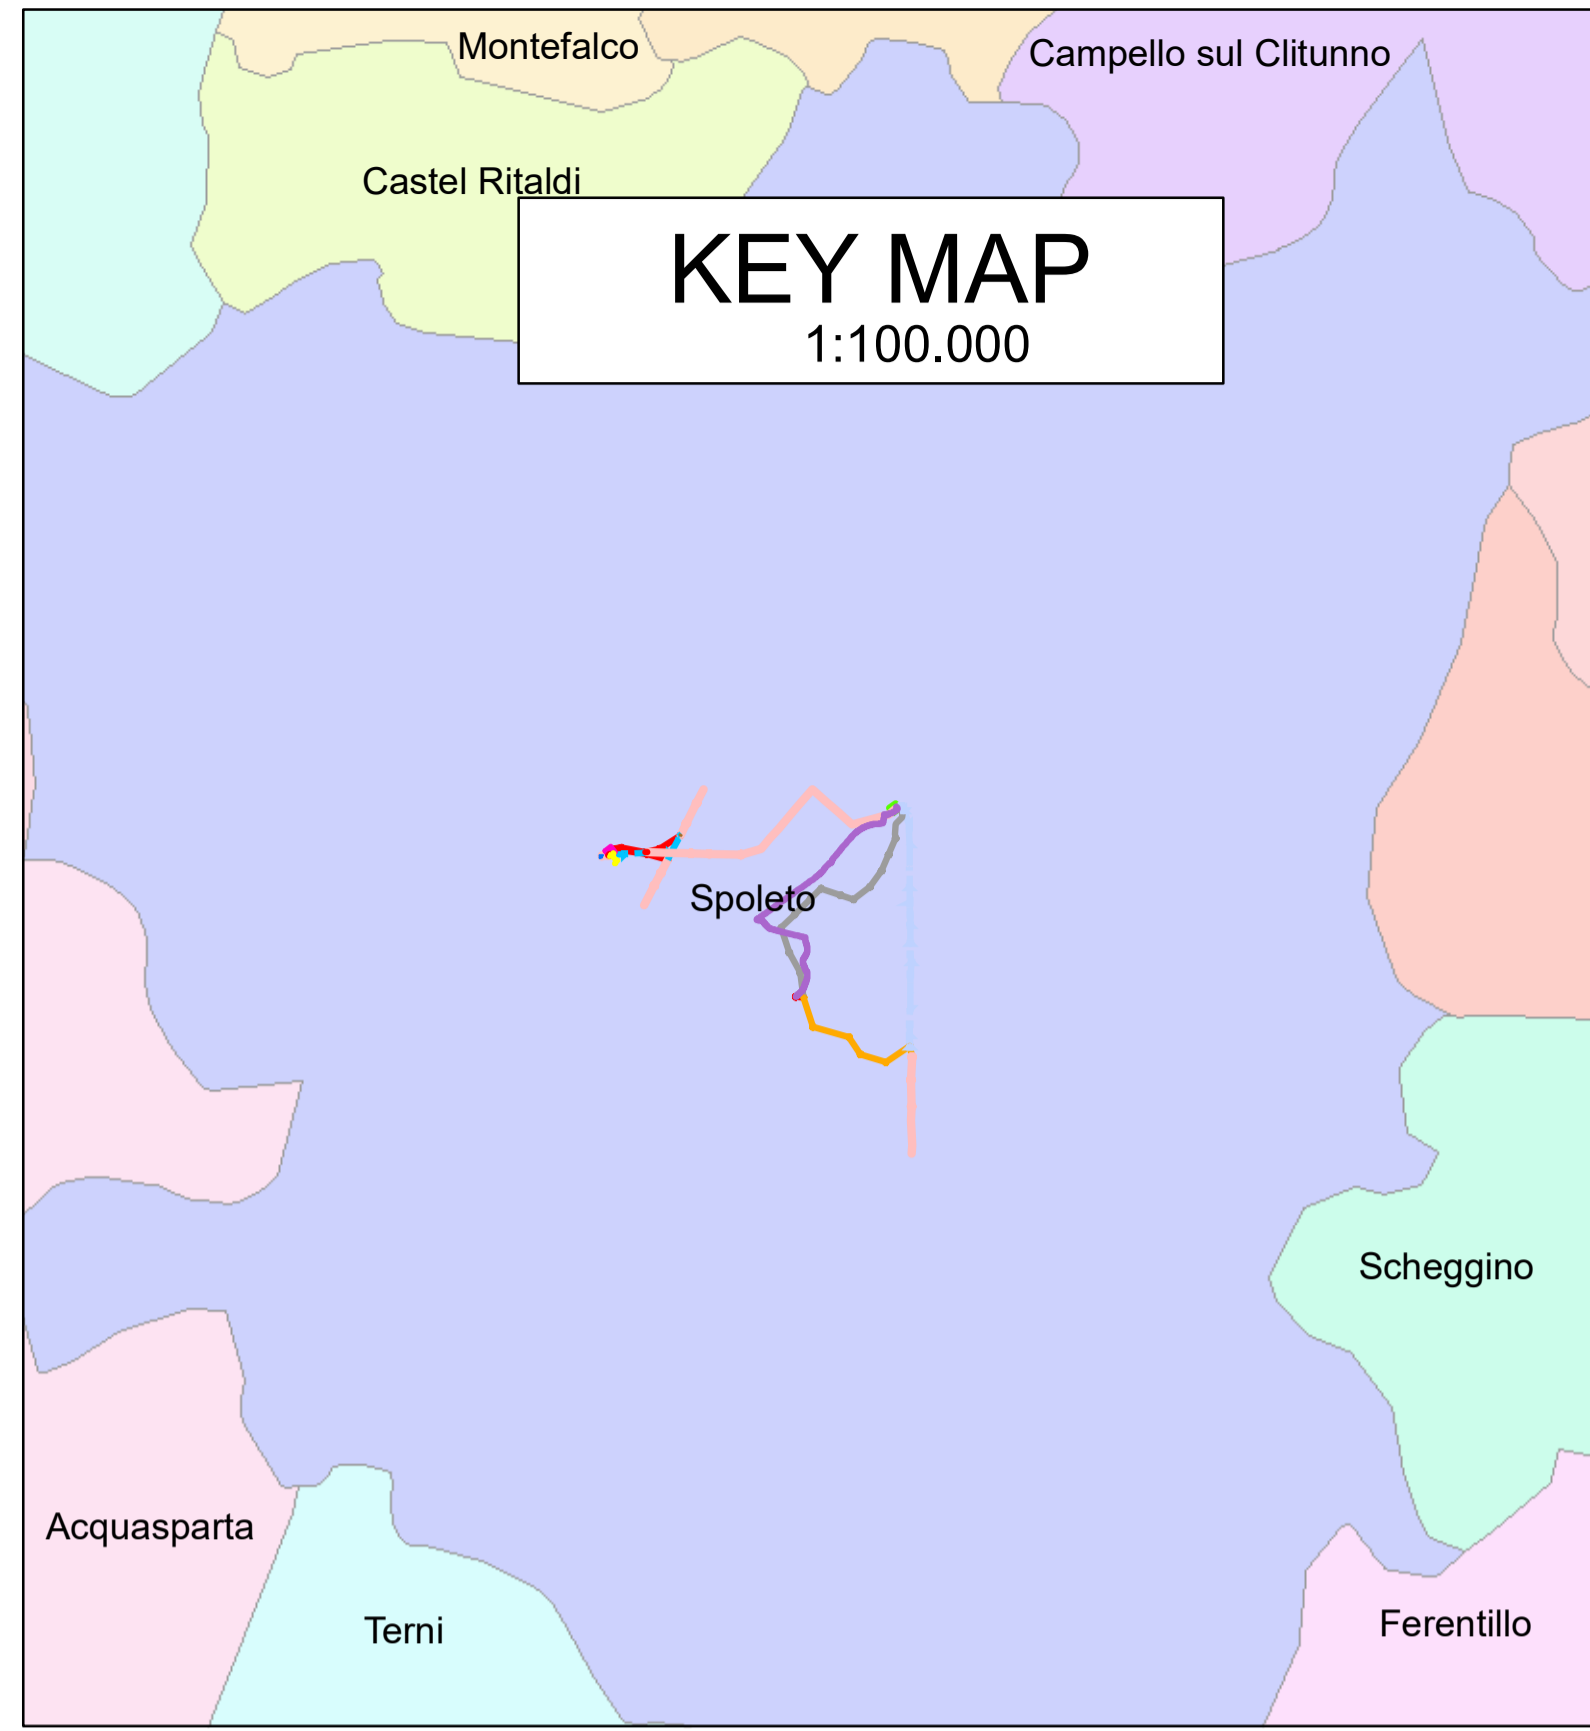 Montefalco
Campello sul Clitunno
Castel Ritaldi
KEY MAP
1:100.000
Spoleto
Scheggino
Acquasparta
Terni
Ferentillo